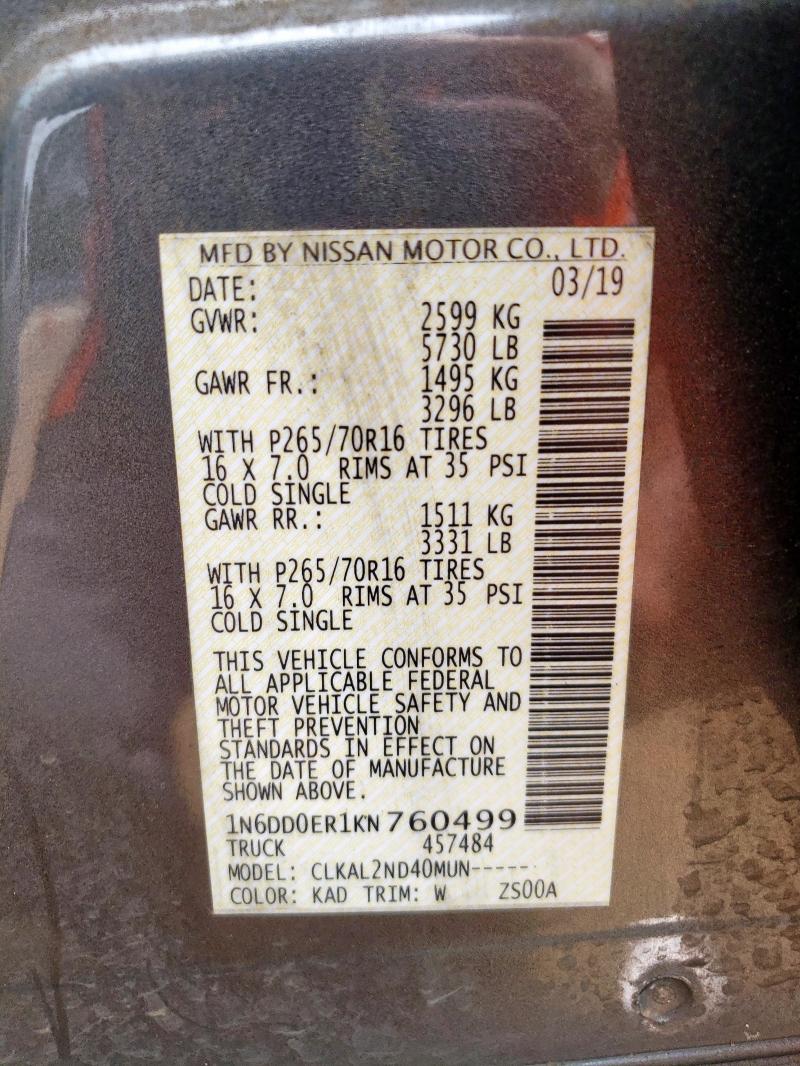 MFD BY NISSAN MOTOR CO., LTD.
DATE: 03/19
GVWR: 2599 KG
5730 LB
GAWR FR.: 1495 KG
3296 LB
WITH P265/70R16 TIRES
16 X 7.0 RIMS AT 35 PSI
COLD SINGLE
GAWR RR.: 1511 KG
3331 LB
WITH P265/70R16 TIRES
16 X 7.0 RIMS AT 35 PSI
COLD SINGLE
THIS VEHICLE CONFORMS TO
ALL APPLICABLE FEDERAL
MOTOR VEHICLE SAFETY AND
THEFT PREVENTION
STANDARDS IN EFFECT ON
THE DATE OF MANUFACTURE
SHOWN ABOVE.
1N6DD0ER1KN760499
TRUCK 457484
MODEL: CLKAL2ND40MUN------
COLOR: KAD TRIM: W ZS00A